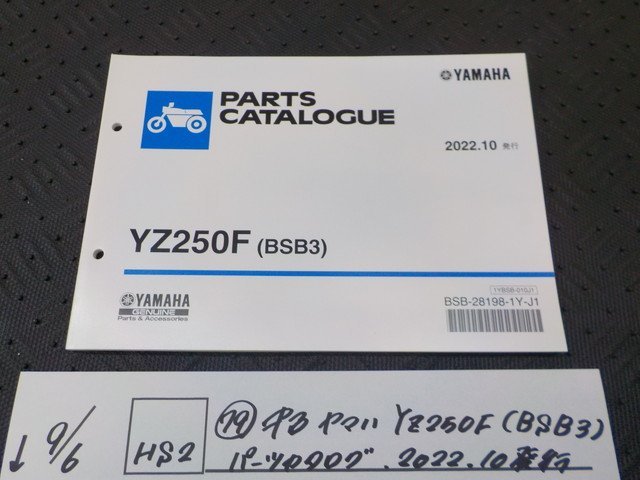 YAMAHA
PARTS
CATALOGUE
2022.10 発行
YZ250F (BSB3)
YAMAHA
GENUINE
Parts & Accessories
1YBSB-010J1
BSB-28198-1Y-J1
↓ 9/6 HS2
79 中古 ヤマハ YZ250F (BSB3)
パーツカタログ . 2022.10発行